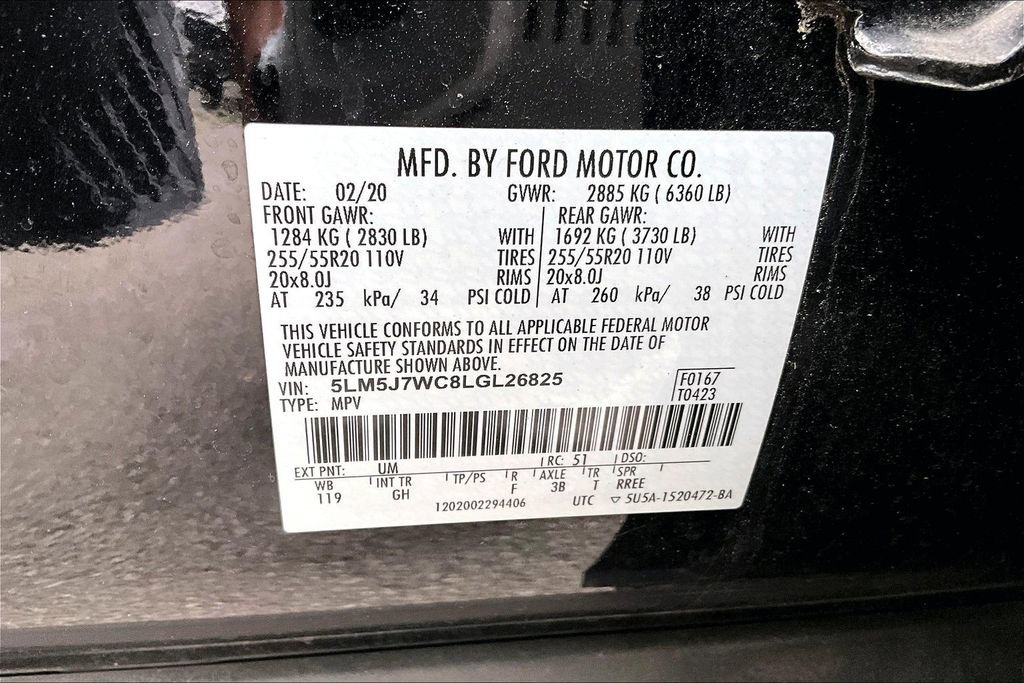 MFD. BY FORD MOTOR CO.
DATE: 02/20 GVWR: 2885 KG ( 6360 LB)
FRONT GAWR: REAR GAWR:
1284 KG ( 2830 LB) WITH 1692 KG ( 3730 LB) WITH
255/55R20 110V TIRES 255/55R20 110V TIRES
20x8.0J RIMS 20x8.0J RIMS
AT 235 kPa/ 34 PSI COLD AT 260 kPa/ 38 PSI COLD
THIS VEHICLE CONFORMS TO ALL APPLICABLE FEDERAL MOTOR
VEHICLE SAFETY STANDARDS IN EFFECT ON THE DATE OF
MANUFACTURE SHOWN ABOVE.
VIN: 5LM5J7WC8LGL26825 F0167
TYPE: MPV T0423
EXT PNT: UM RC: 51 DSO:
WB INT TR TP/PS R AXLE TR SPR
119 GH F 3B T RREE
1202002294406 UTC ▽ 5U5A-1520472-BA